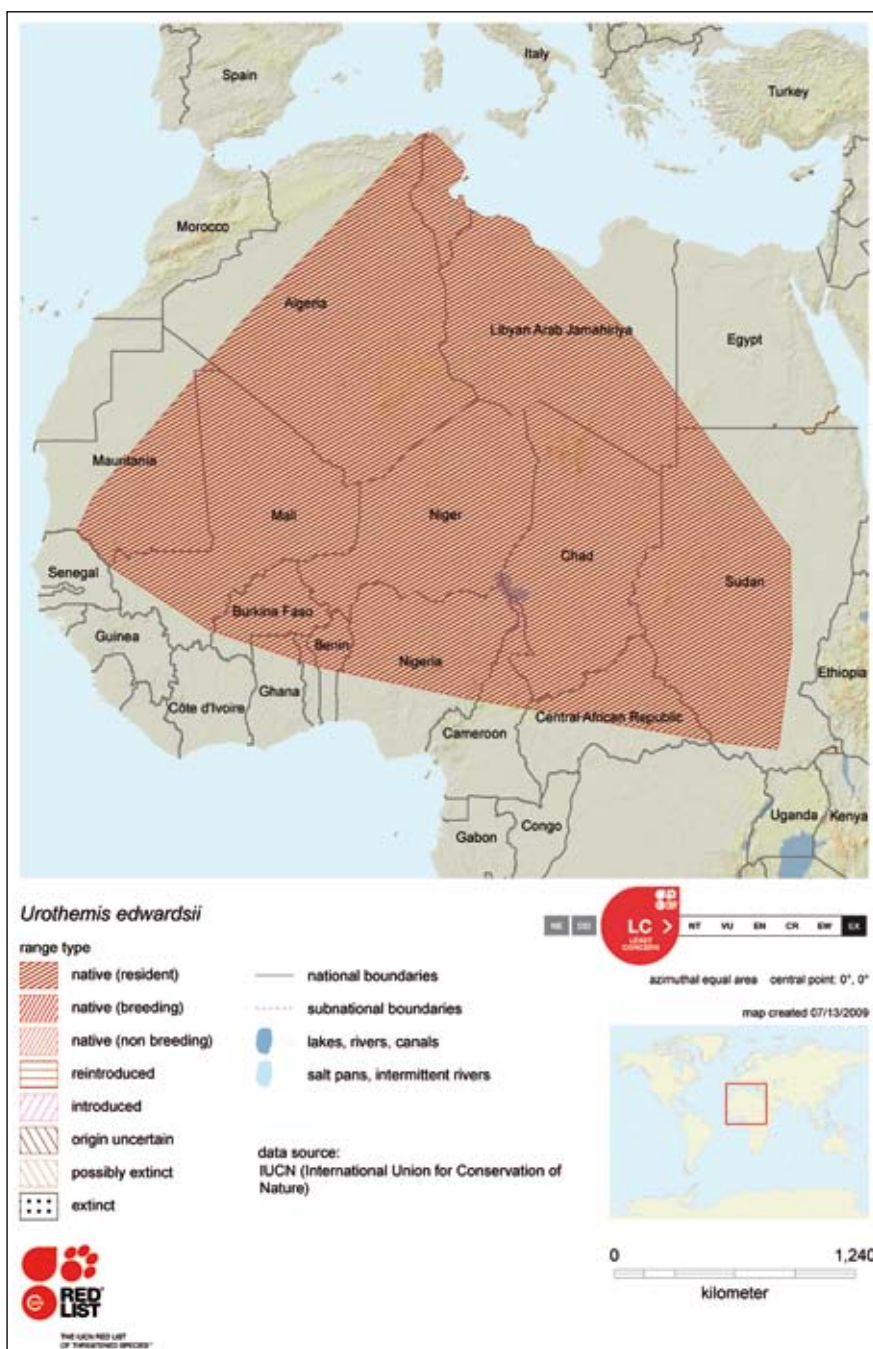 Italy
Spain
Turkey
Morocco
Algeria
Libyan Arab Jamahiriya
Egypt
Mauritania
Mali
Niger
Chad
Senegal
Sudan
Burkina Faso
Guinea
Benin
Nigeria
Ethiopia
Ghana
Côte d'Ivoire
Central African Republic
Cameroon
Uganda
Kenya
Gabon
Congo
Urothemis edwardsii
NE DD LC LEAST CONCERN NT VU EN CR EW EX
range type
native (resident)
native (breeding)
native (non breeding)
reintroduced
introduced
origin uncertain
possibly extinct
extinct
national boundaries
subnational boundaries
lakes, rivers, canals
salt pans, intermittent rivers
data source:
IUCN (International Union for Conservation of
Nature)
azimuthal equal area central point: 0°, 0°
map created 07/13/2009
0 1,240
kilometer
RED
LIST
THE IUCN RED LIST
OF THREATENED SPECIES™